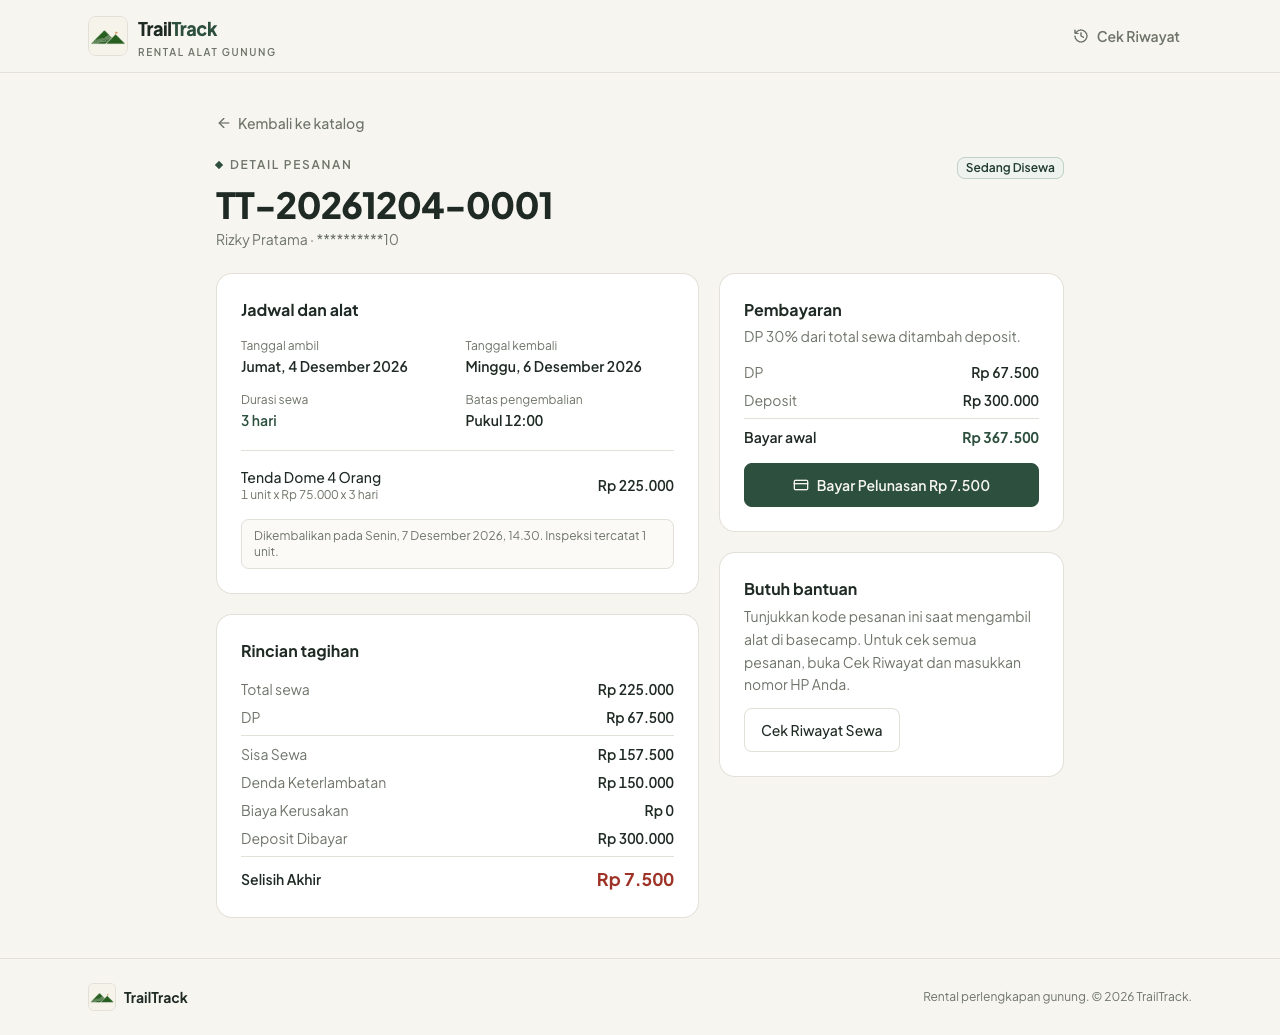 TrailTrack
RENTAL ALAT GUNUNG
Cek Riwayat
Kembali ke katalog
DETAIL PESANAN
Sedang Disewa
TT-20261204-0001
Rizky Pratama · **********10
Jadwal dan alat
Tanggal ambil
Jumat, 4 Desember 2026
Tanggal kembali
Minggu, 6 Desember 2026
Durasi sewa
3 hari
Batas pengembalian
Pukul 12:00
Tenda Dome 4 Orang
1 unit x Rp 75.000 x 3 hari
Rp 225.000
Dikembalikan pada Senin, 7 Desember 2026, 14.30. Inspeksi tercatat 1
unit.
Rincian tagihan
Total sewa Rp 225.000
DP Rp 67.500
Sisa Sewa Rp 157.500
Denda Keterlambatan Rp 150.000
Biaya Kerusakan Rp 0
Deposit Dibayar Rp 300.000
Selisih Akhir Rp 7.500
Pembayaran
DP 30% dari total sewa ditambah deposit.
DP Rp 67.500
Deposit Rp 300.000
Bayar awal Rp 367.500
Bayar Pelunasan Rp 7.500
Butuh bantuan
Tunjukkan kode pesanan ini saat mengambil
alat di basecamp. Untuk cek semua
pesanan, buka Cek Riwayat dan masukkan
nomor HP Anda.
Cek Riwayat Sewa
TrailTrack
Rental perlengkapan gunung. © 2026 TrailTrack.